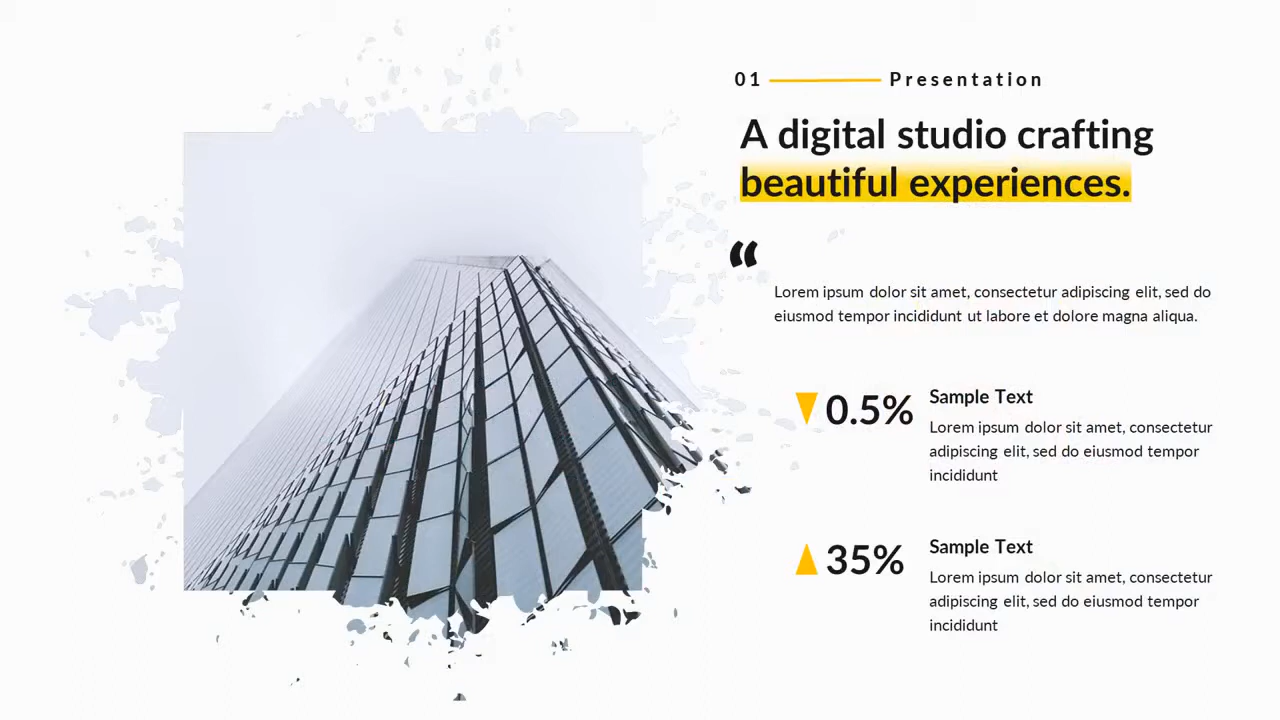 01 Presentation
A digital studio crafting
beautiful experiences.
“
Lorem ipsum dolor sit amet, consectetur adipiscing elit, sed do
eiusmod tempor incididunt ut labore et dolore magna aliqua.
0.5%
Sample Text
Lorem ipsum dolor sit amet, consectetur
adipiscing elit, sed do eiusmod tempor
incididunt
35%
Sample Text
Lorem ipsum dolor sit amet, consectetur
adipiscing elit, sed do eiusmod tempor
incididunt